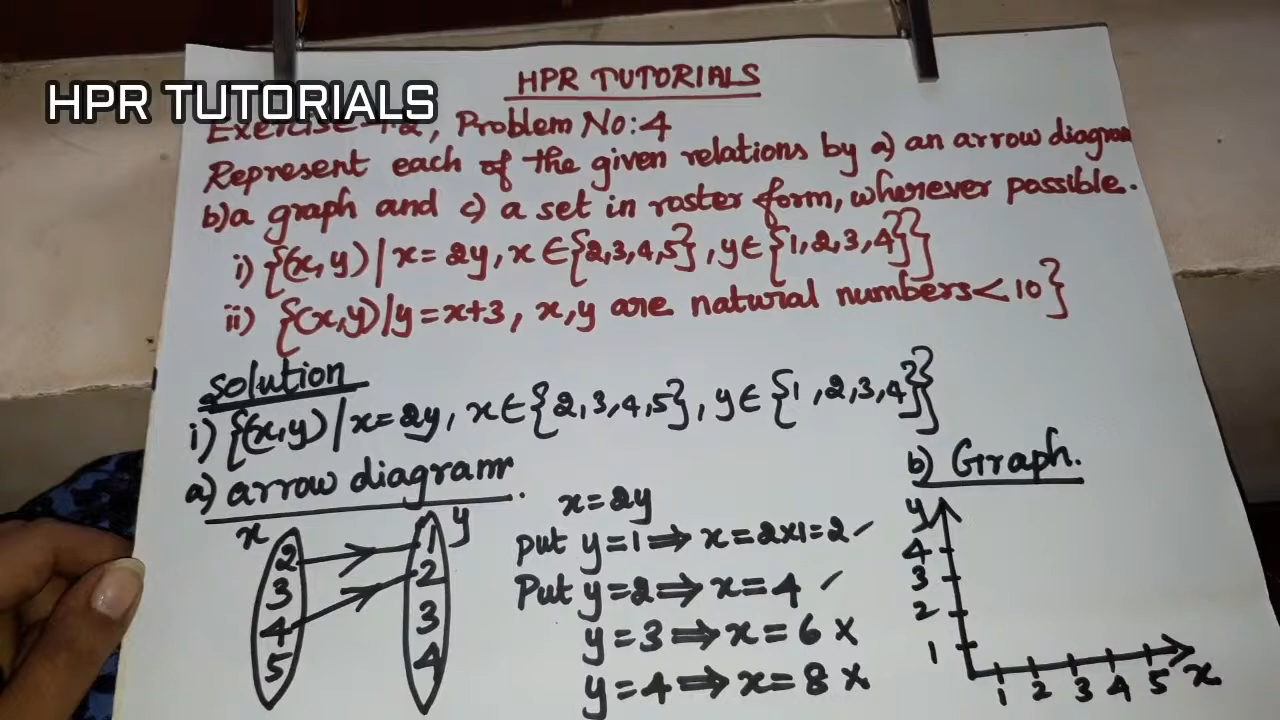 HPR TUTORIALS
HPR TUTORIALS
Problem No:4
Represent each of the given relations by a) an arrow diagram
b) a graph and c) a set in roster form, wherever possible.
i) {(x,y) | x = 2y, x ∈ {2,3,4,5}, y ∈ {1,2,3,4}}
ii) {(x,y) | y = x+3, x,y are natural numbers < 10}
Solution
i) {(x,y) | x = 2y, x ∈ {2,3,4,5}, y ∈ {1,2,3,4}}
a) arrow diagram.
x y
2 1
3 2
4 3
5 4
x = 2y
put y = 1 ⇒ x = 2×1 = 2 ✓
Put y = 2 ⇒ x = 4 ✓
y = 3 ⇒ x = 6 ×
y = 4 ⇒ x = 8 ×
b) Graph.
y
4
3
2
1
1 2 3 4 5 x